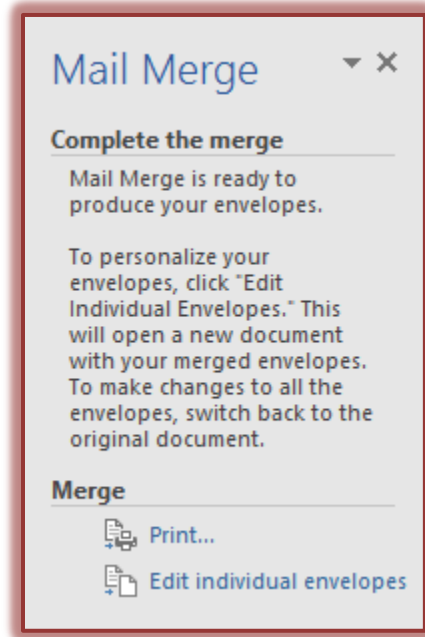 Mail Merge
Complete the merge
Mail Merge is ready to
produce your envelopes.
To personalize your
envelopes, click "Edit
Individual Envelopes." This
will open a new document
with your merged envelopes.
To make changes to all the
envelopes, switch back to the
original document.
Merge
Print...
Edit individual envelopes